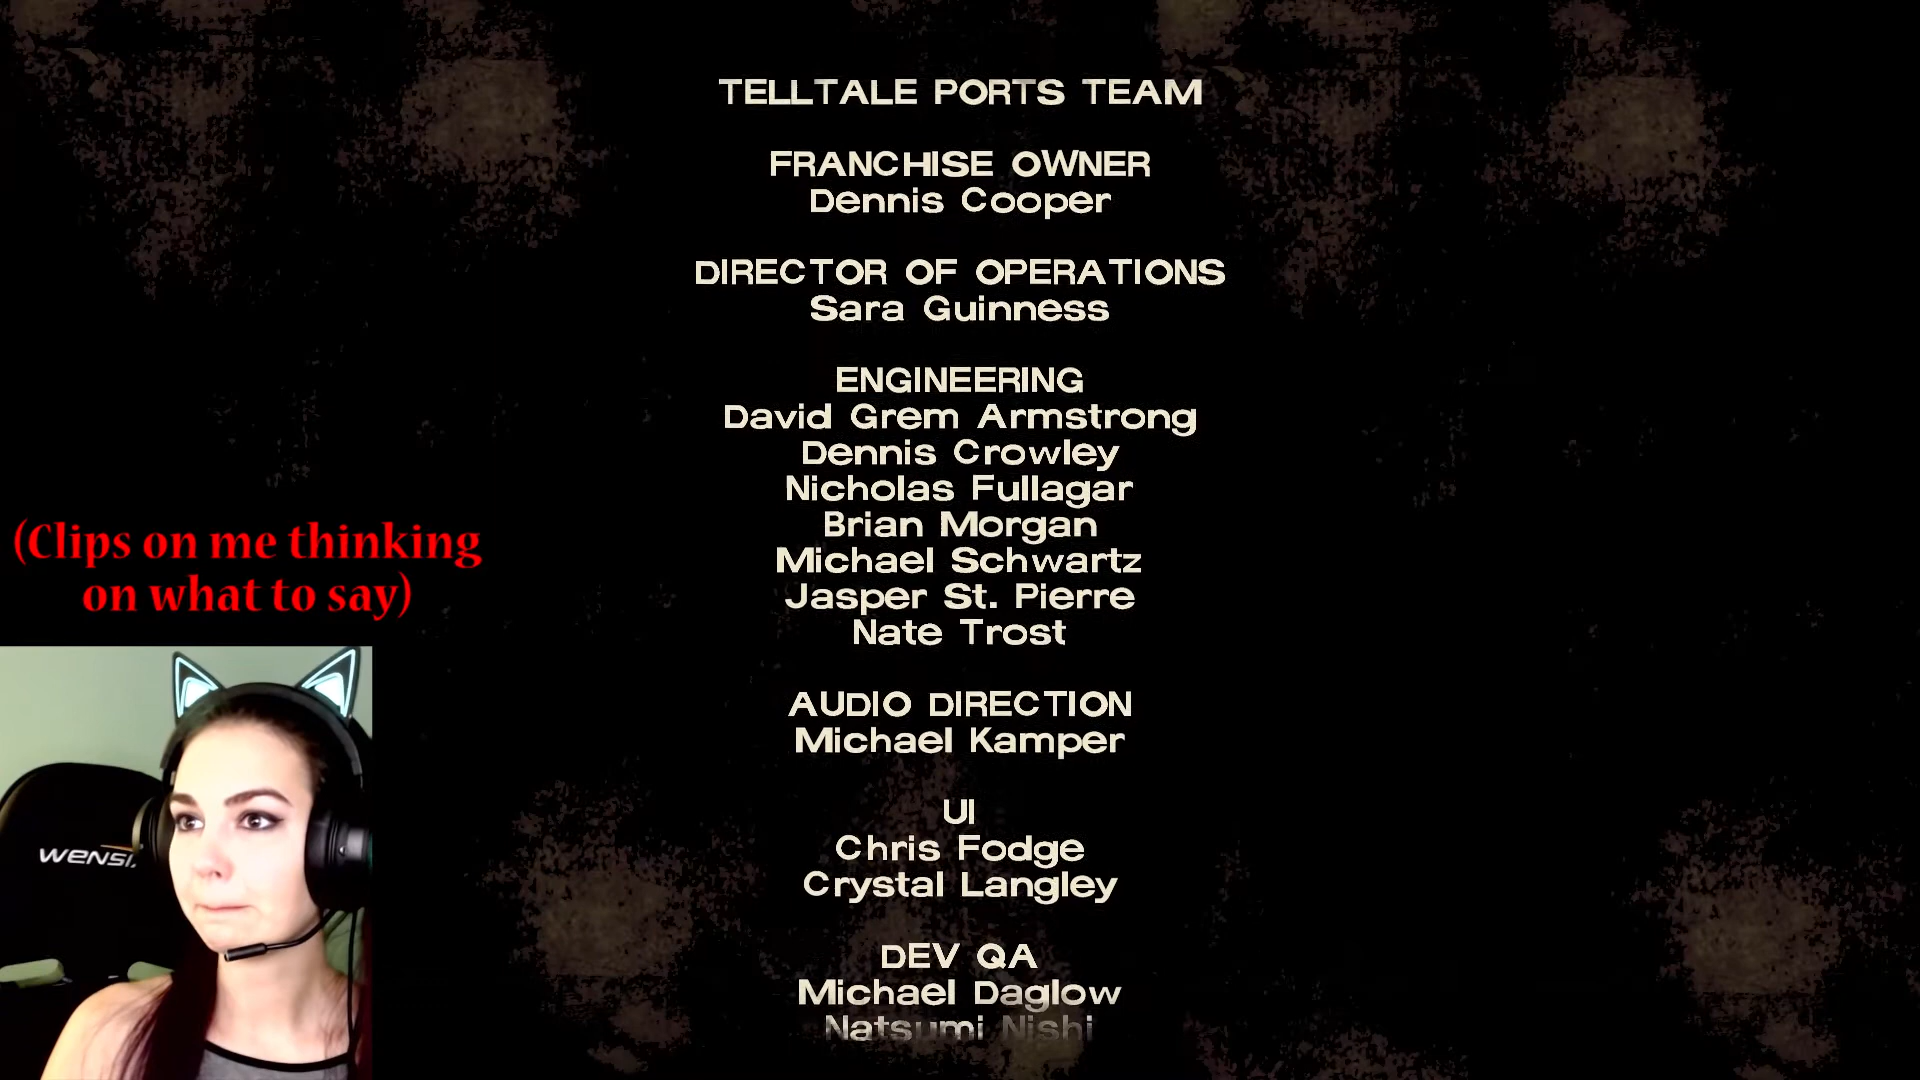 TELLTALE PORTS TEAM
FRANCHISE OWNER
Dennis Cooper
DIRECTOR OF OPERATIONS
Sara Guinness
ENGINEERING
David Grem Armstrong
Dennis Crowley
Nicholas Fullagar
Brian Morgan
Michael Schwartz
Jasper St. Pierre
Nate Trost
AUDIO DIRECTION
Michael Kamper
UI
Chris Fodge
Crystal Langley
DEV QA
Michael Daglow
Natsumi Nishi
(Clips on me thinking
on what to say)